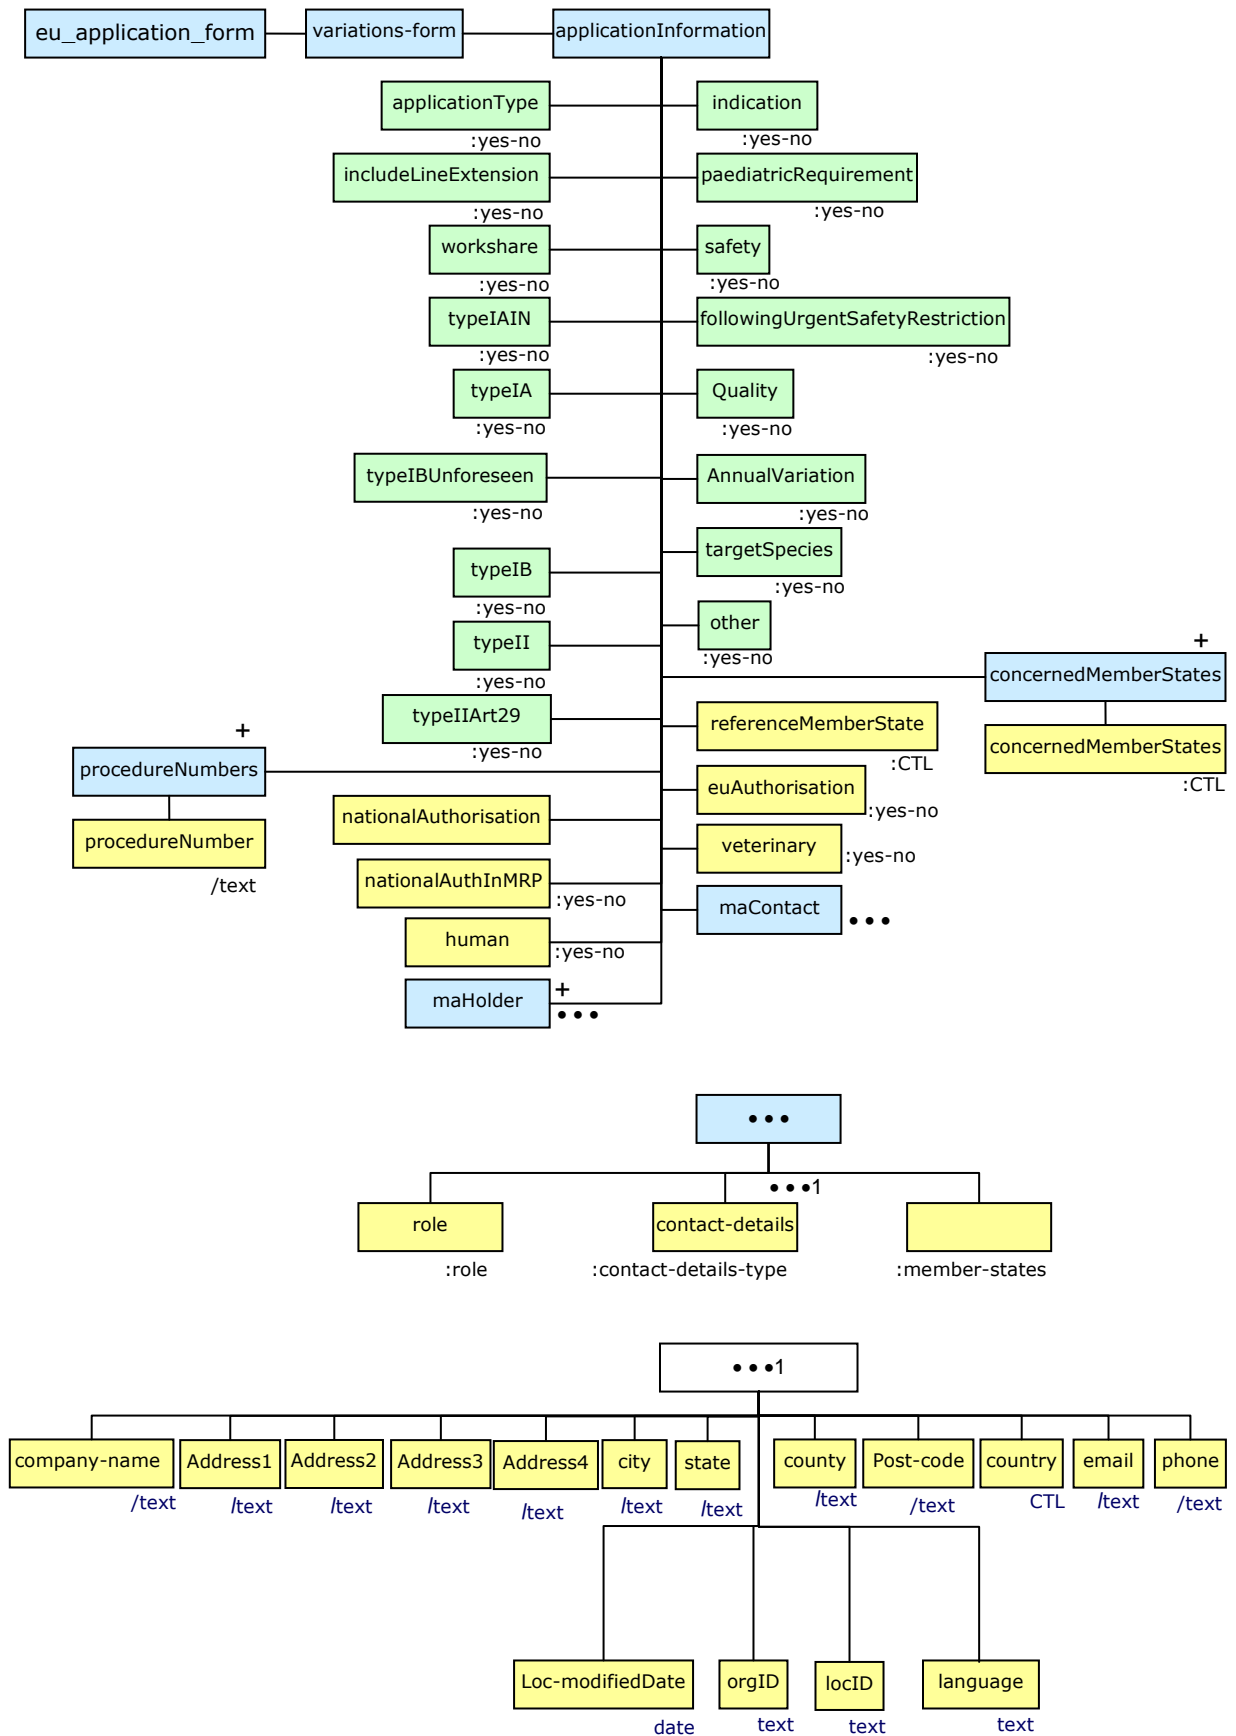 eu_application_form
variations-form
applicationInformation
applicationType
:yes-no
indication
:yes-no
includeLineExtension
:yes-no
paediatricRequirement
:yes-no
workshare
:yes-no
safety
:yes-no
typeIAIN
:yes-no
followingUrgentSafetyRestriction
:yes-no
typeIA
:yes-no
Quality
:yes-no
typeIBUnforeseen
:yes-no
AnnualVariation
:yes-no
targetSpecies
:yes-no
typeIB
:yes-no
other
:yes-no
typeII
:yes-no
+
concernedMemberStates
concernedMemberStates
:CTL
typeIIArt29
:yes-no
referenceMemberState
:CTL
+
procedureNumbers
procedureNumber
/text
euAuthorisation
:yes-no
nationalAuthorisation
veterinary
:yes-no
nationalAuthInMRP
:yes-no
maContact
•••
human
:yes-no
maHolder
+
•••
•••
•••1
role
:role
contact-details
:contact-details-type
:member-states
•••1
company-name
/text
Address1
/text
Address2
/text
Address3
/text
Address4
/text
city
/text
state
/text
county
/text
Post-code
/text
country
CTL
email
/text
phone
/text
Loc-modifiedDate
date
orgID
text
locID
text
language
text